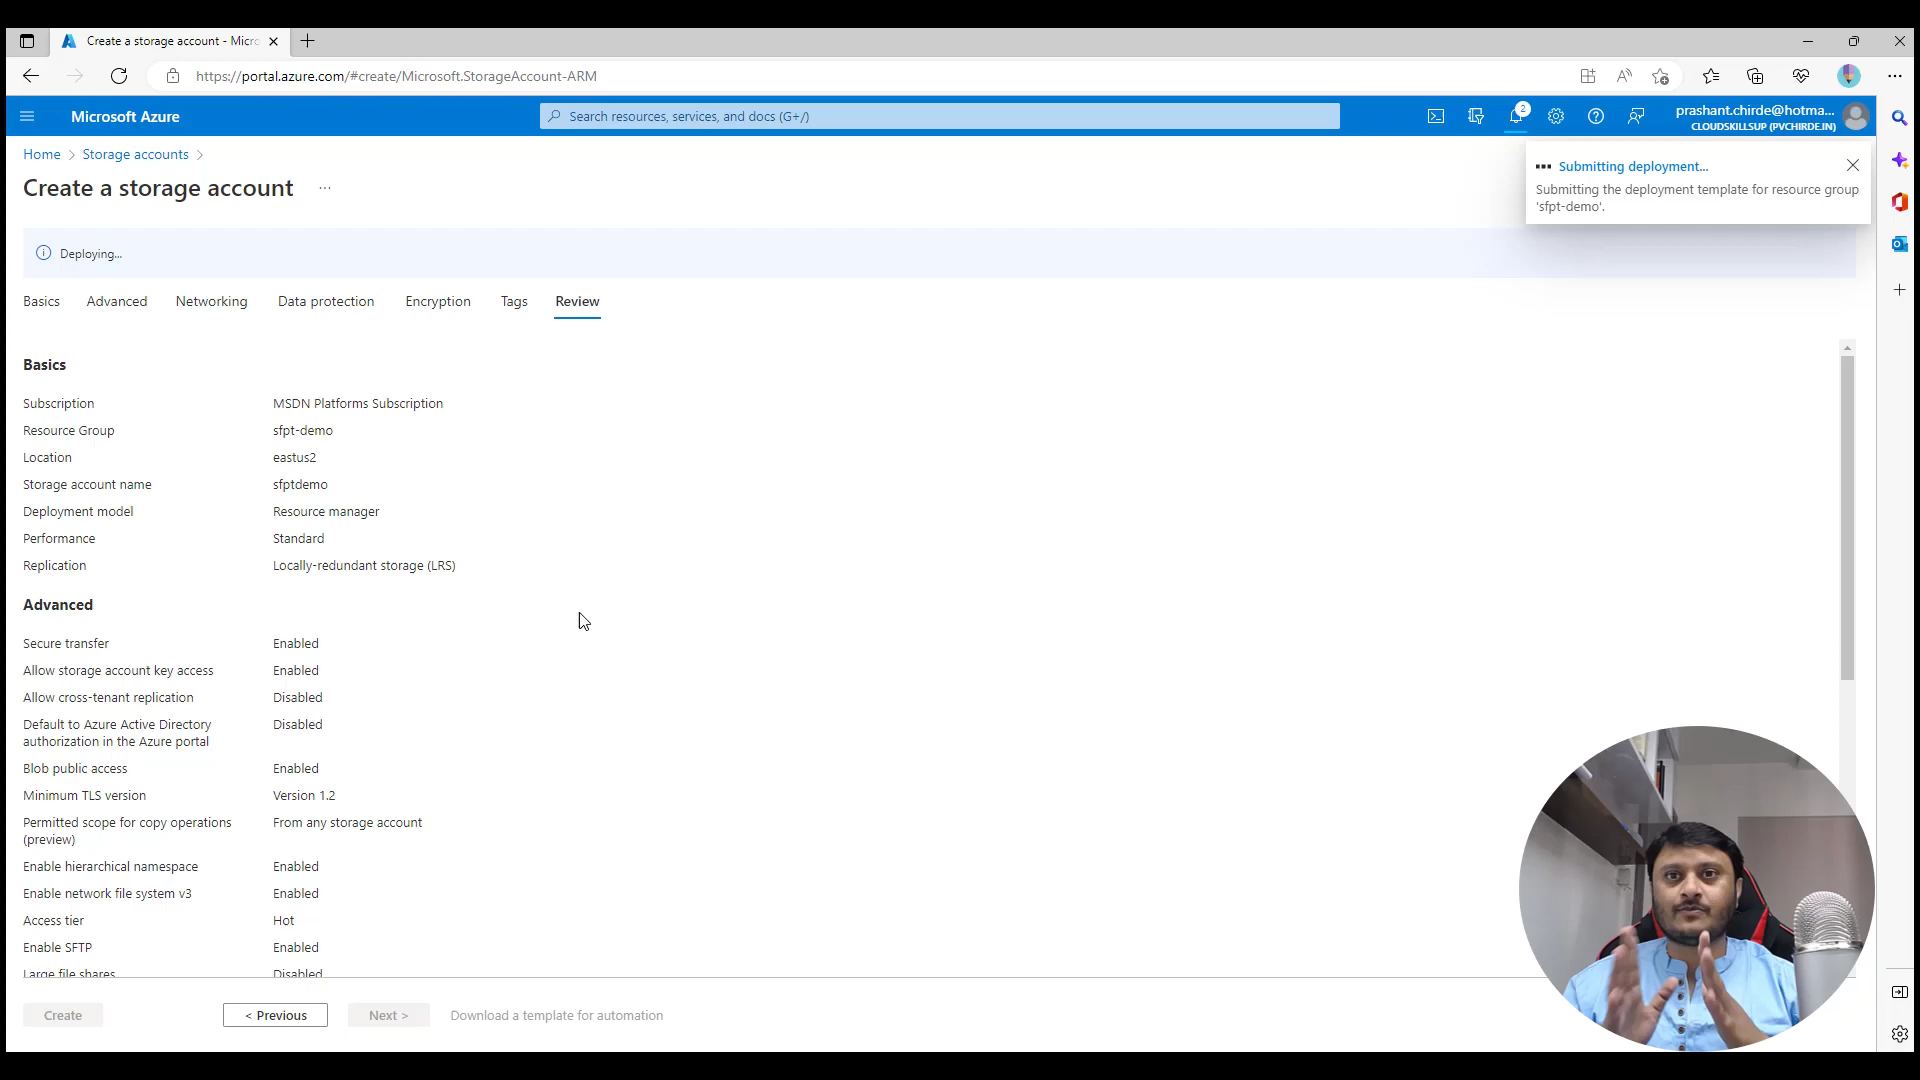 Create a storage account - Micro
https://portal.azure.com/#create/Microsoft.StorageAccount-ARM
Microsoft Azure
Search resources, services, and docs (G+/)
2
prashant.chirde@hotma...
CLOUDSKILLSUP (PVCHIRDE.IN)
Home > Storage accounts >
Create a storage account ...
Submitting deployment...
Submitting the deployment template for resource group
'sfpt-demo'.
Deploying...
Basics Advanced Networking Data protection Encryption Tags Review
Basics
Subscription MSDN Platforms Subscription
Resource Group sfpt-demo
Location eastus2
Storage account name sfptdemo
Deployment model Resource manager
Performance Standard
Replication Locally-redundant storage (LRS)
Advanced
Secure transfer Enabled
Allow storage account key access Enabled
Allow cross-tenant replication Disabled
Default to Azure Active Directory Disabled
authorization in the Azure portal
Blob public access Enabled
Minimum TLS version Version 1.2
Permitted scope for copy operations From any storage account
(preview)
Enable hierarchical namespace Enabled
Enable network file system v3 Enabled
Access tier Hot
Enable SFTP Enabled
Large file shares Disabled
Create < Previous Next > Download a template for automation